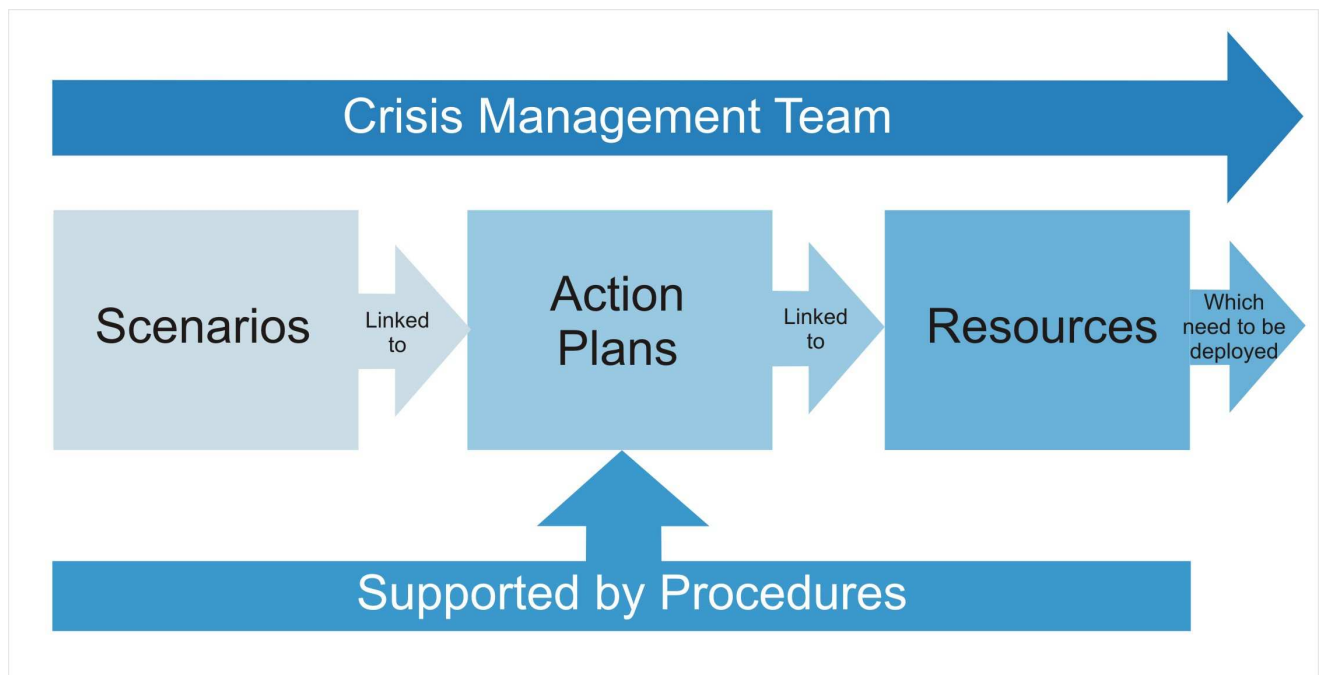 Crisis Management Team
Scenarios
Linked
to
Action
Plans
Linked
to
Resources
Which
need to be
deployed
Supported by Procedures